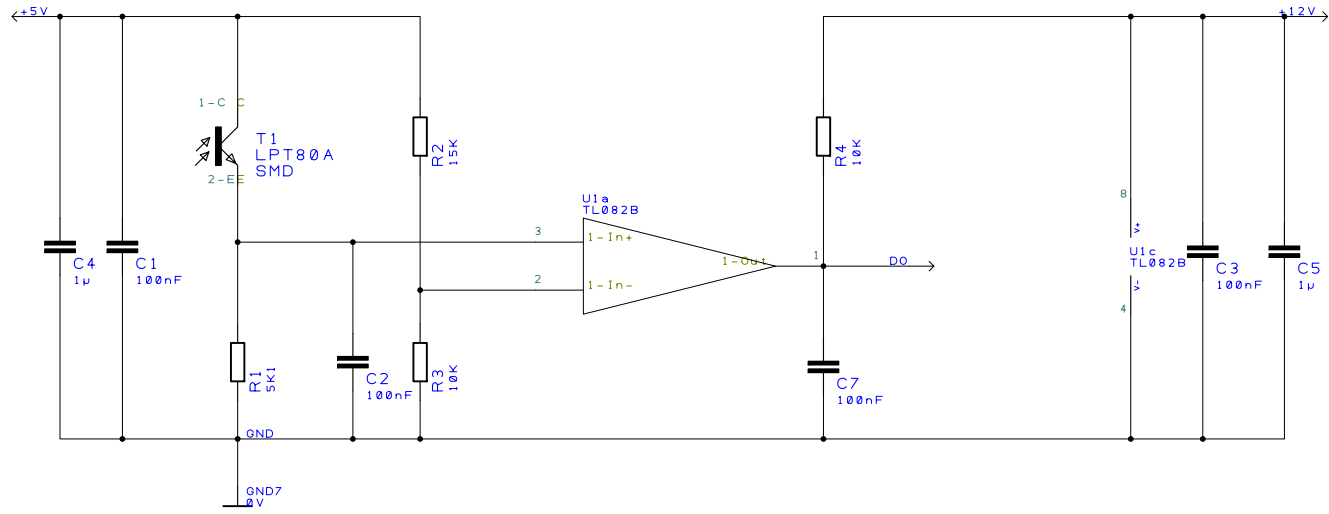 +5V
+12V
1-C C
T1
LPT80A
SMD
2-EE
R2
15K
R4
10K
U1a
TL082B
3
1-In+
2
1-In-
1-Out
1
DO
8
V+
U1c
TL082B
V-
4
C4
1µ
C1
100nF
C3
100nF
C5
1µ
R1
5K1
C2
100nF
R3
10K
C7
100nF
GND
GND7
0V